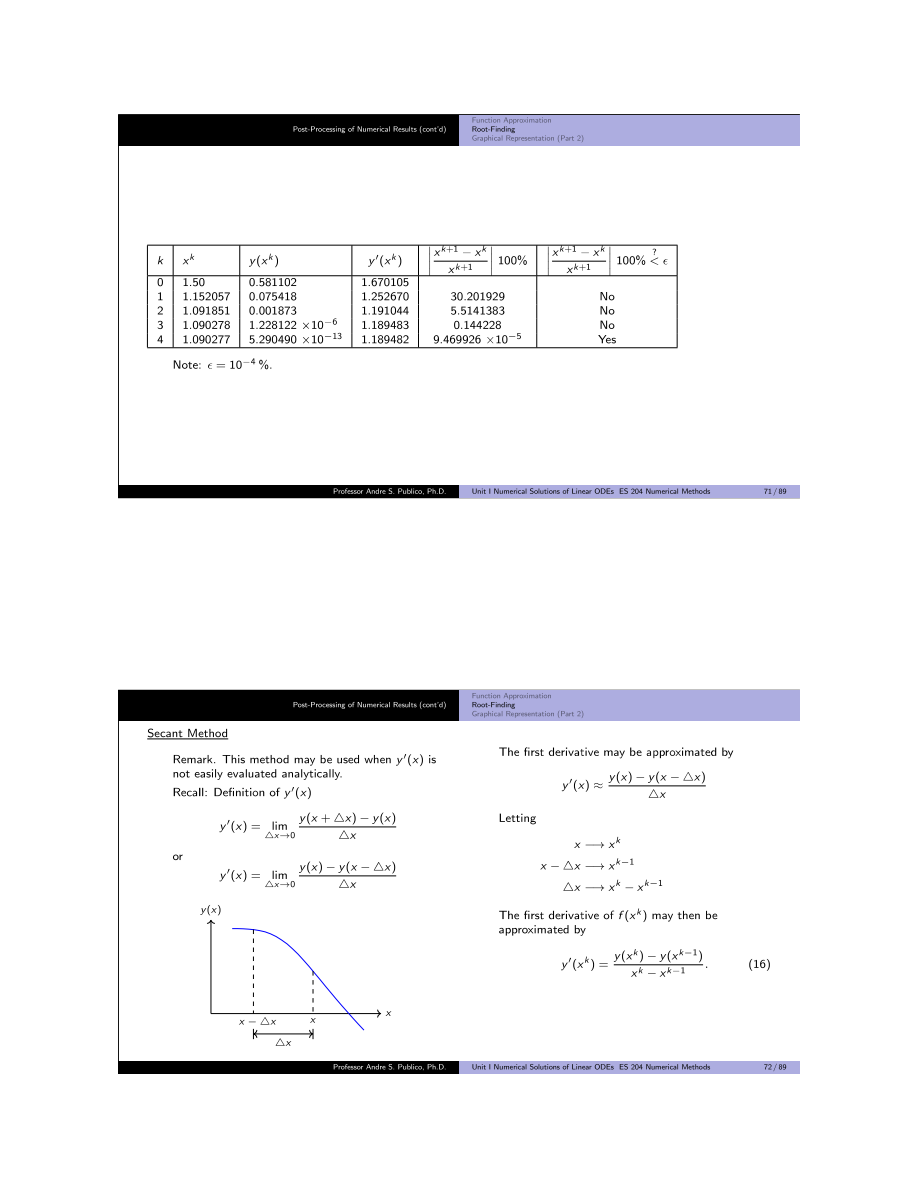 Post-Processing of Numerical Results (cont'd)
Function Approximation
Root-Finding
Graphical Representation (Part 2)
k x^k y(x^k) y′(x^k) |x^{k+1} − x^k / x^{k+1}| 100% |x^{k+1} − x^k / x^{k+1}| 100% <^? ϵ
0 1.50 0.581102 1.670105
1 1.152057 0.075418 1.252670 30.201929 No
2 1.091851 0.001873 1.191044 5.5141383 No
3 1.090278 1.228122 ×10^{−6} 1.189483 0.144228 No
4 1.090277 5.290490 ×10^{−13} 1.189482 9.469926 ×10^{−5} Yes
Note: ϵ = 10^{−4} %.
Professor Andre S. Publico, Ph.D. Unit I Numerical Solutions of Linear ODEs ES 204 Numerical Methods 71 / 89
Post-Processing of Numerical Results (cont'd)
Function Approximation
Root-Finding
Graphical Representation (Part 2)
Secant Method
Remark. This method may be used when y′(x) is
not easily evaluated analytically.
Recall: Definition of y′(x)
y′(x) = lim_{△x→0} y(x + △x) − y(x) / △x
or
y′(x) = lim_{△x→0} y(x) − y(x − △x) / △x
y(x)
x
x − △x x
△x
The first derivative may be approximated by
y′(x) ≈ y(x) − y(x − △x) / △x
Letting
x ⟶ x^k
x − △x ⟶ x^{k−1}
△x ⟶ x^k − x^{k−1}
The first derivative of f(x^k) may then be
approximated by
y′(x^k) = y(x^k) − y(x^{k−1}) / x^k − x^{k−1}. (16)
Professor Andre S. Publico, Ph.D. Unit I Numerical Solutions of Linear ODEs ES 204 Numerical Methods 72 / 89